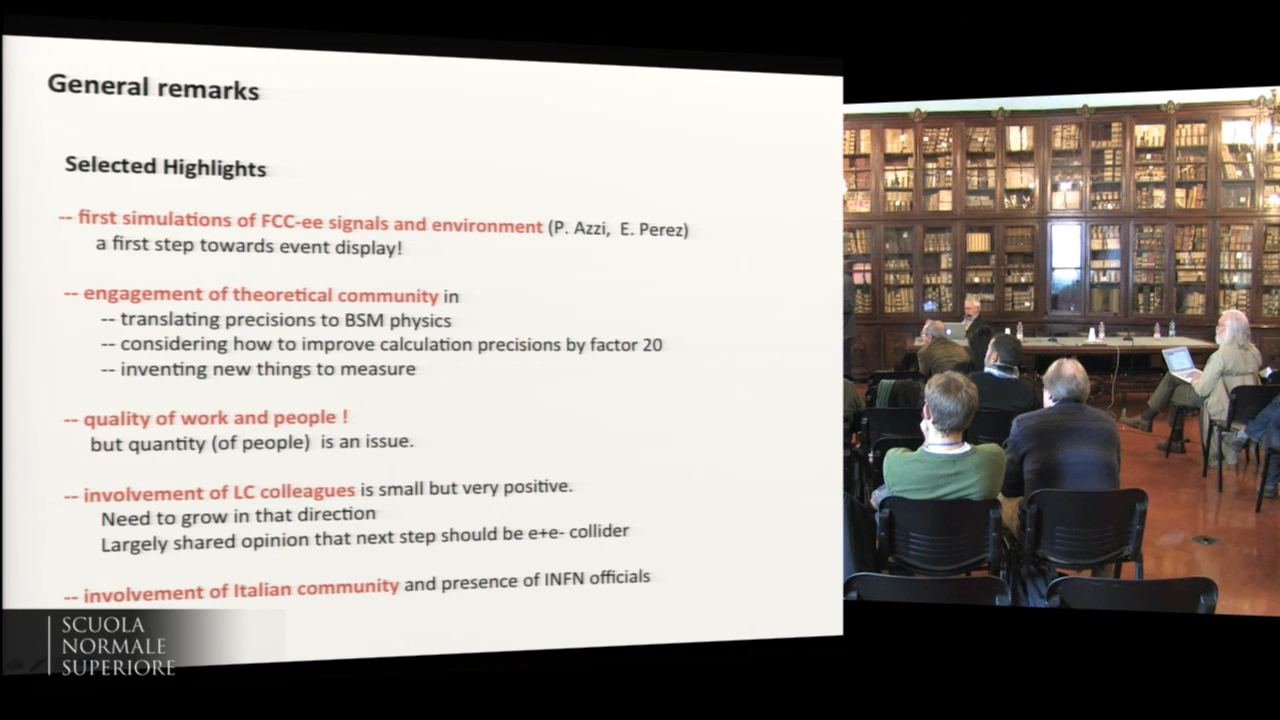 General remarks
Selected Highlights
-- first simulations of FCC-ee signals and environment (P. Azzi, E. Perez)
a first step towards event display!
-- engagement of theoretical community in
-- translating precisions to BSM physics
-- considering how to improve calculation precisions by factor 20
-- inventing new things to measure
-- quality of work and people !
but quantity (of people) is an issue.
-- involvement of LC colleagues is small but very positive.
Need to grow in that direction
Largely shared opinion that next step should be e+e- collider
-- involvement of Italian community and presence of INFN officials
SCUOLA
NORMALE
SUPERIORE